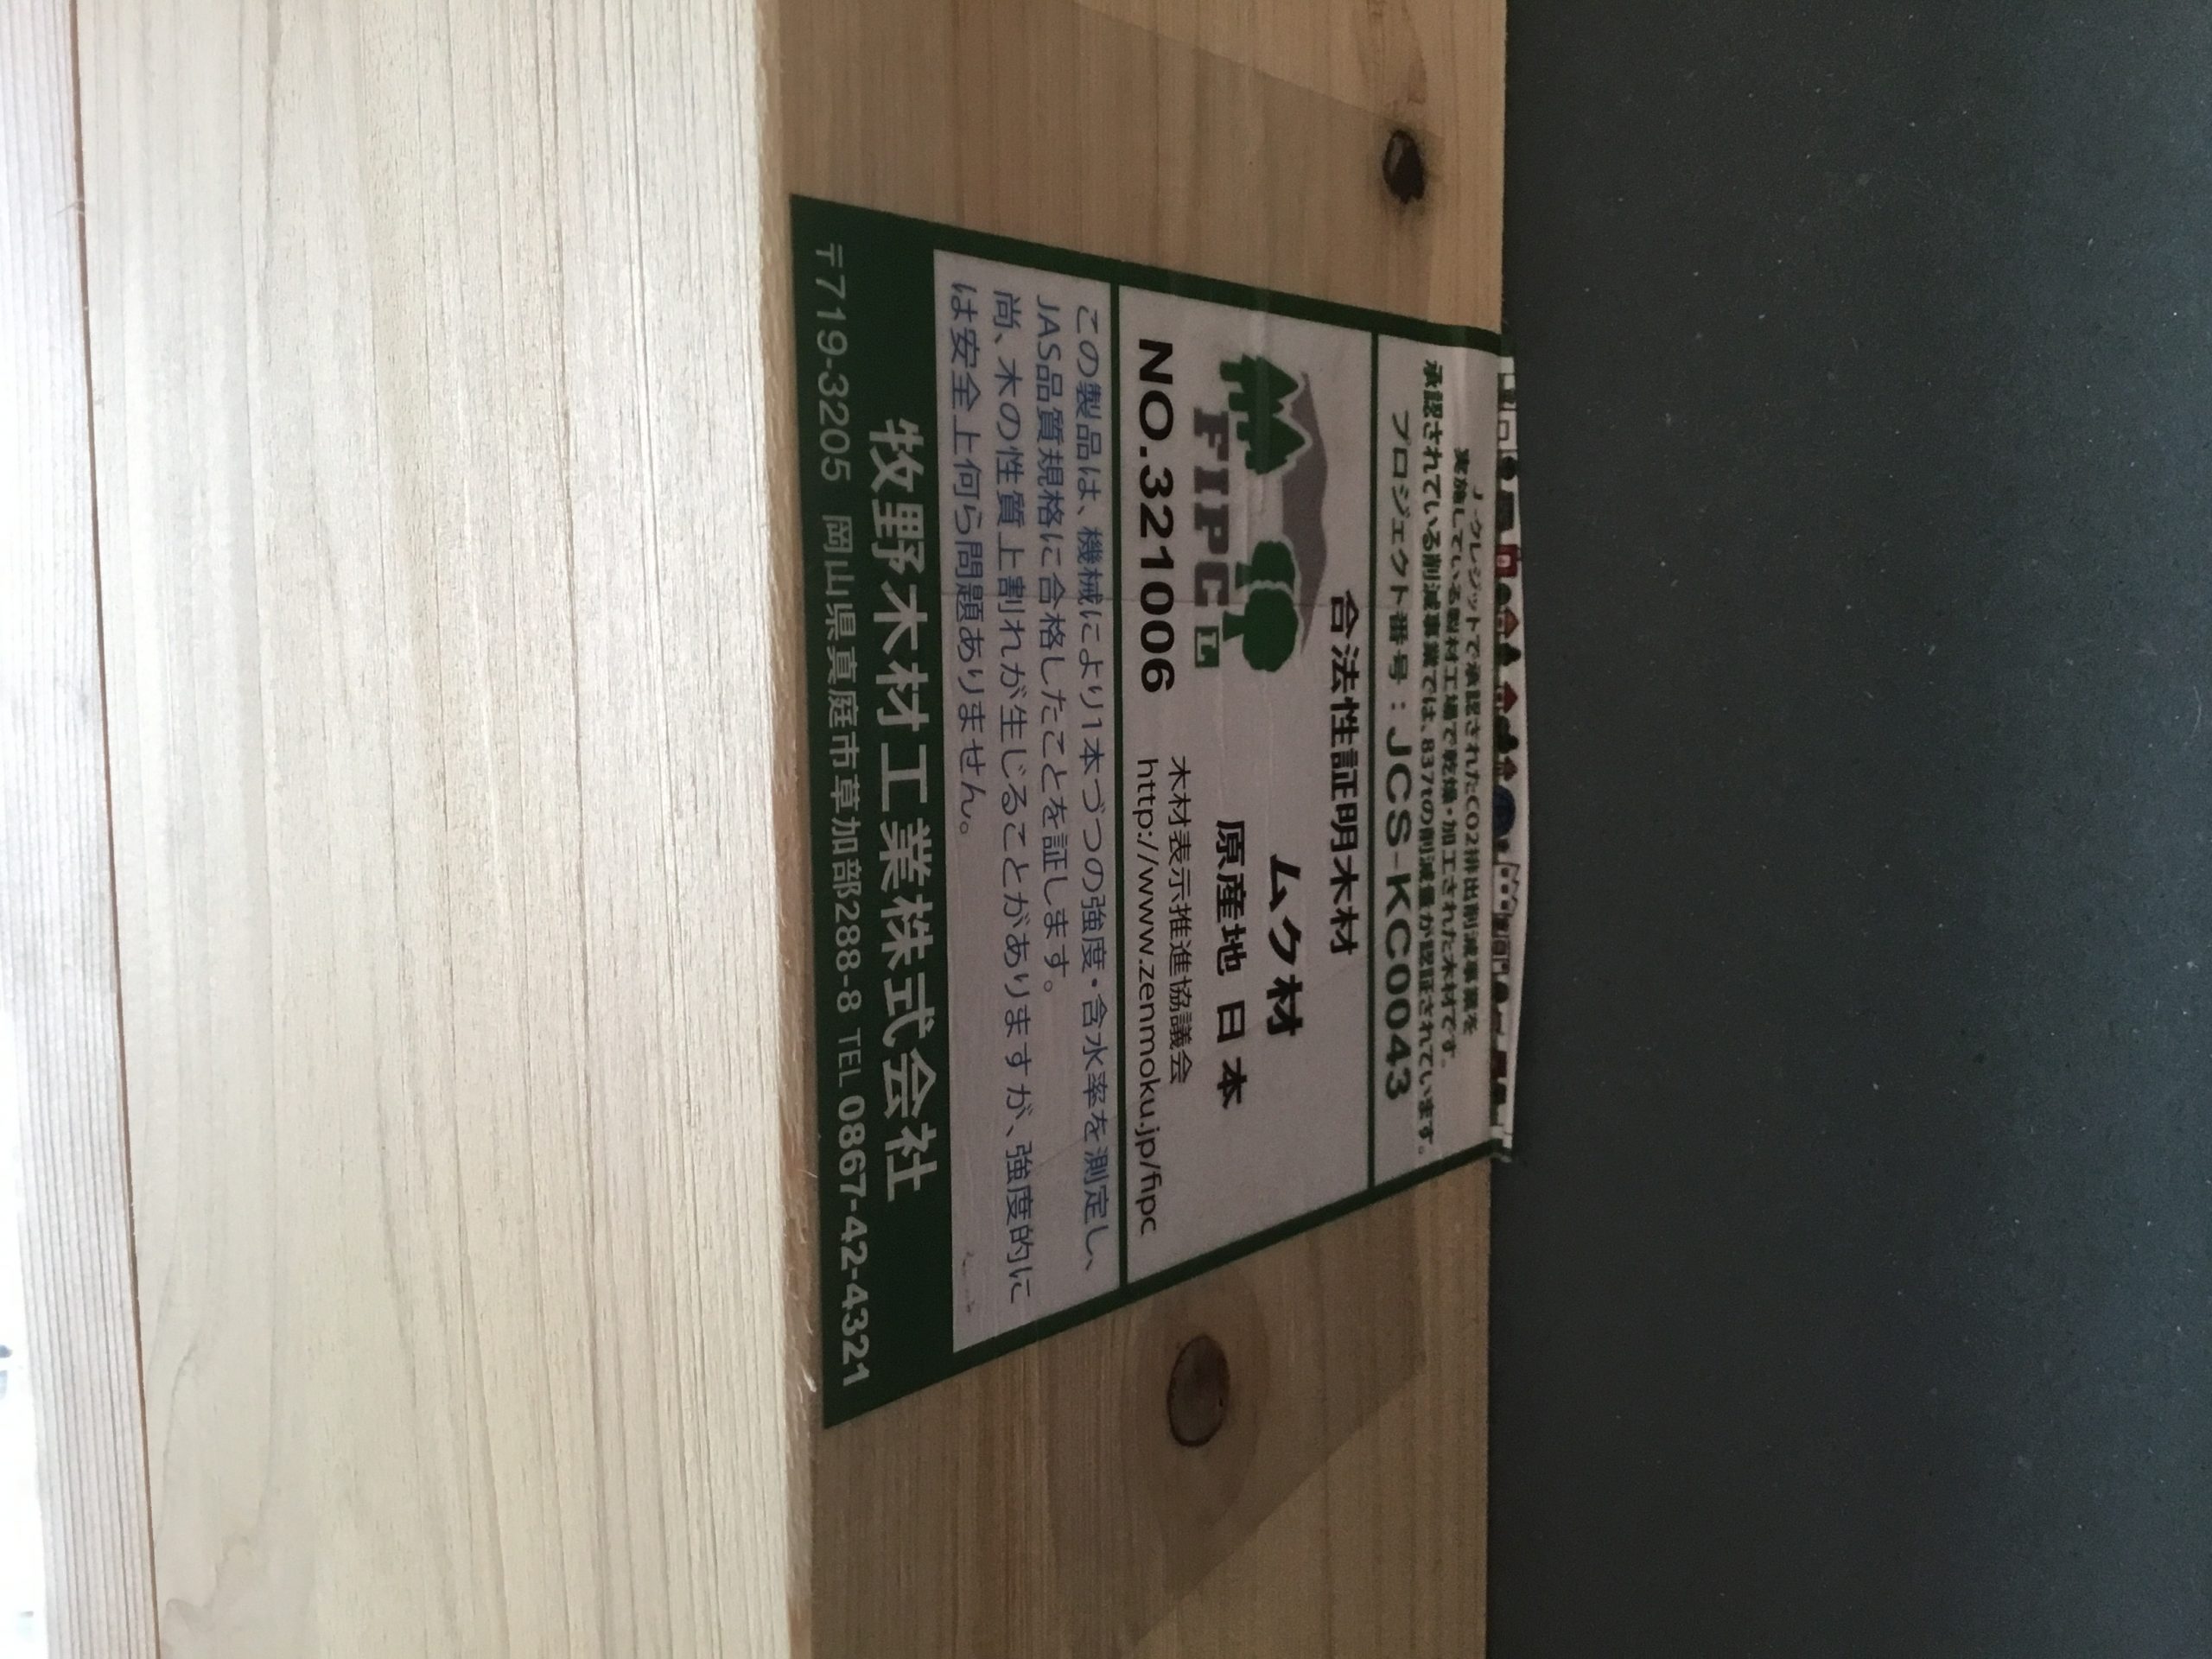 J-クレジットで承認されたCO2排出削減事業を
実施している製材工場で乾燥・加工された木材です。
承認されている削減事業では、837tの削減量が認証されています。
プロジェクト番号：JCS-KC0043
合法性証明木材
FIPC L
ムク材
原産地 日本
NO.321006
木材表示推進協議会
http://www.zenmoku.jp/fipc
この製品は、機械により1本づつの強度・含水率を測定し、
JAS品質規格に合格したことを証します。
尚、木の性質上割れが生じることがありますが、強度的に
は安全上何ら問題ありません。
牧野木材工業株式会社
〒719-3205 岡山県真庭市草加部288-8 TEL 0867-42-4321